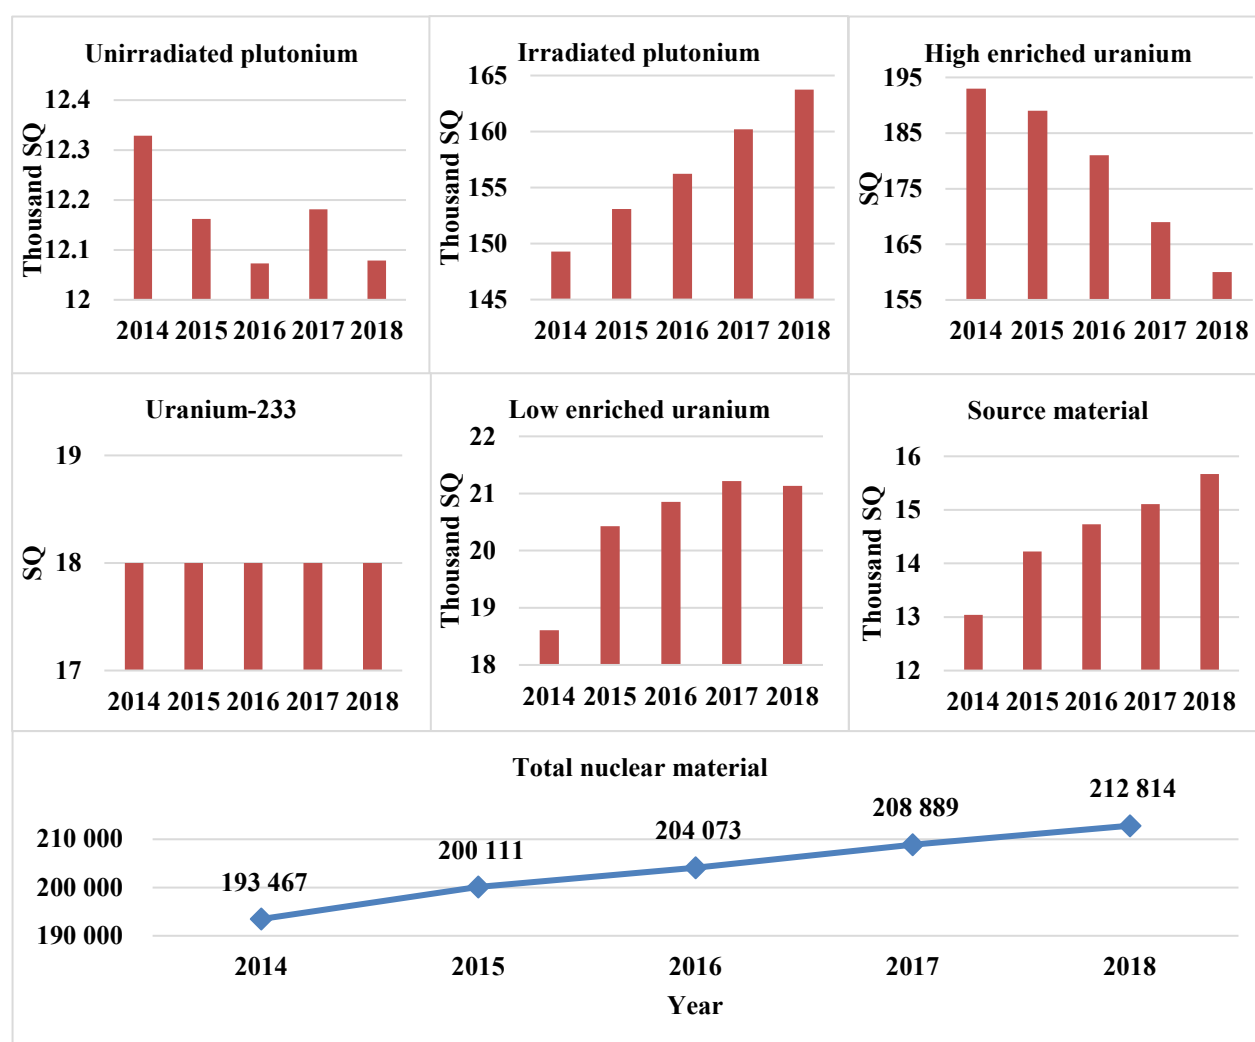 Unirradiated plutonium
Thousand SQ
12.4
12.3
12.2
12.1
12
2014 2015 2016 2017 2018
Irradiated plutonium
Thousand SQ
165
160
155
150
145
2014 2015 2016 2017 2018
High enriched uranium
SQ
195
185
175
165
155
2014 2015 2016 2017 2018
Uranium-233
SQ
19
18
17
2014 2015 2016 2017 2018
Low enriched uranium
Thousand SQ
22
21
20
19
18
2014 2015 2016 2017 2018
Source material
Thousand SQ
16
15
14
13
12
2014 2015 2016 2017 2018
Total nuclear material
210 000
200 000
190 000
193 467
200 111
204 073
208 889
212 814
2014 2015 2016 2017 2018
Year